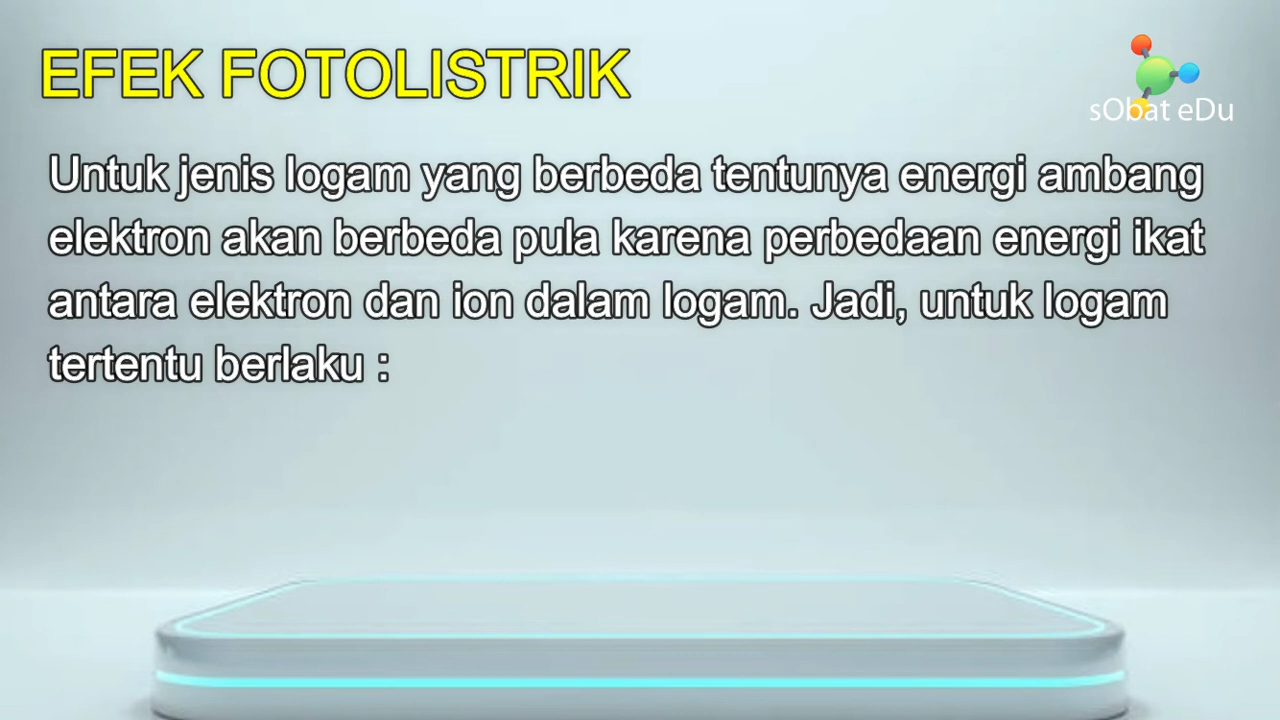 EFEK FOTOLISTRIK
sObat eDu
Untuk jenis logam yang berbeda tentunya energi ambang
elektron akan berbeda pula karena perbedaan energi ikat
antara elektron dan ion dalam logam. Jadi, untuk logam
tertentu berlaku :